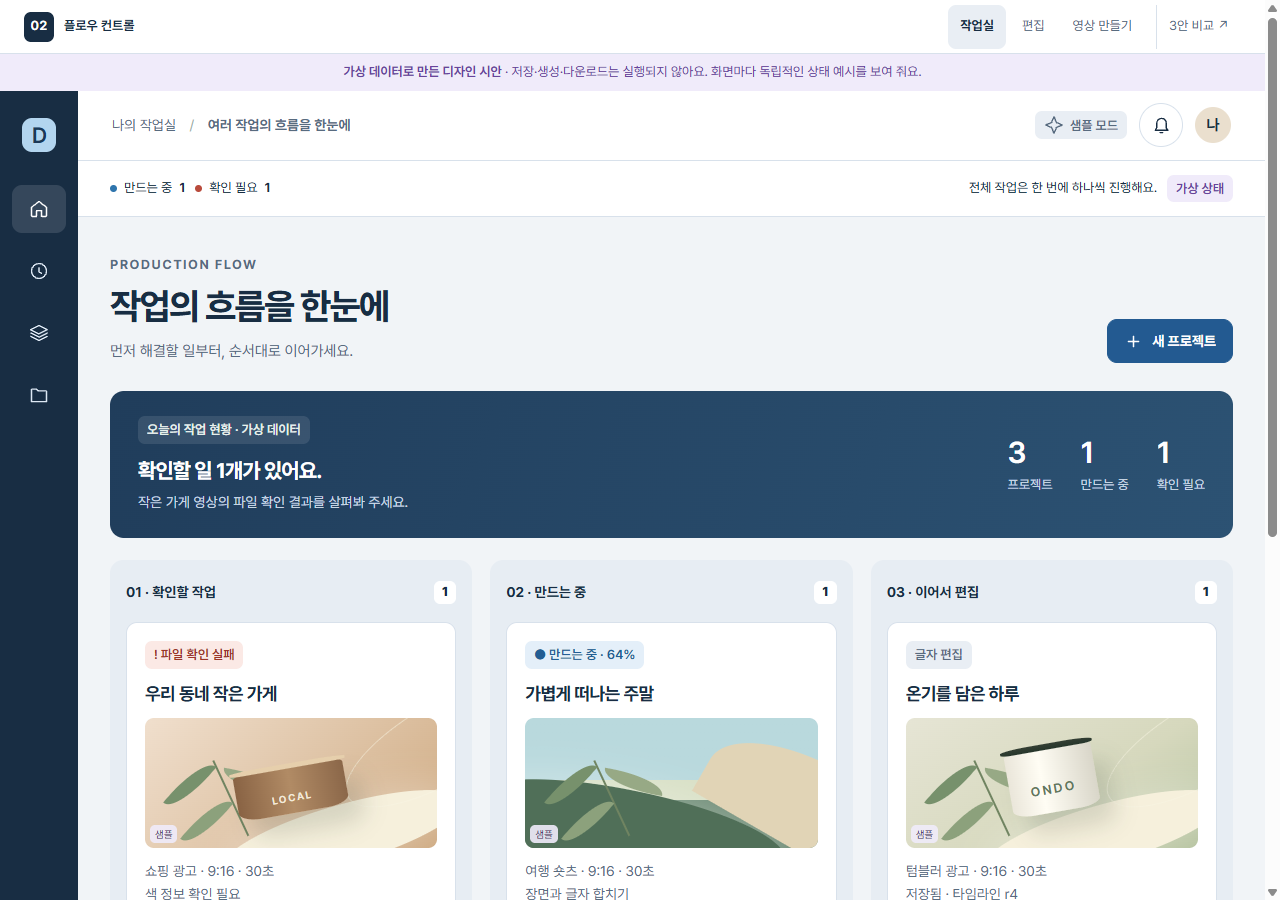 02 플로우 컨트롤
작업실 편집 영상 만들기 3안 비교 ↗
가상 데이터로 만든 디자인 시안 · 저장·생성·다운로드는 실행되지 않아요. 화면마다 독립적인 상태 예시를 보여 줘요.
D
나의 작업실 / 여러 작업의 흐름을 한눈에
샘플 모드
나
만드는 중 1 확인 필요 1
전체 작업은 한 번에 하나씩 진행해요. 가상 상태
PRODUCTION FLOW
작업의 흐름을 한눈에
먼저 해결할 일부터, 순서대로 이어가세요.
+ 새 프로젝트
오늘의 작업 현황 · 가상 데이터
확인할 일 1개가 있어요.
작은 가게 영상의 파일 확인 결과를 살펴봐 주세요.
3 1 1
프로젝트 만드는 중 확인 필요
01 · 확인할 작업 1
! 파일 확인 실패
우리 동네 작은 가게
LOCAL
샘플
쇼핑 광고 · 9:16 · 30초
색 정보 확인 필요
02 · 만드는 중 1
만드는 중 · 64%
가볍게 떠나는 주말
샘플
여행 숏츠 · 9:16 · 30초
장면과 글자 합치기
03 · 이어서 편집 1
글자 편집
온기를 담은 하루
ONDO
샘플
텀블러 광고 · 9:16 · 30초
저장됨 · 타임라인 r4